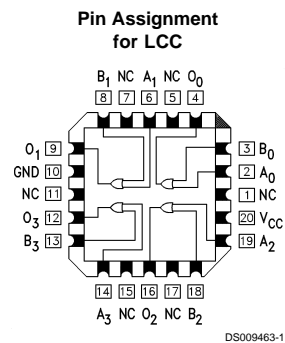 Pin Assignment
for LCC
B1 NC A1 NC O0
8 7 6 5 4
O1 9
GND 10
NC 11
O3 12
B3 13
3 B0
2 A0
1 NC
20 VCC
19 A2
14 15 16 17 18
A3 NC O2 NC B2
DS009463-1